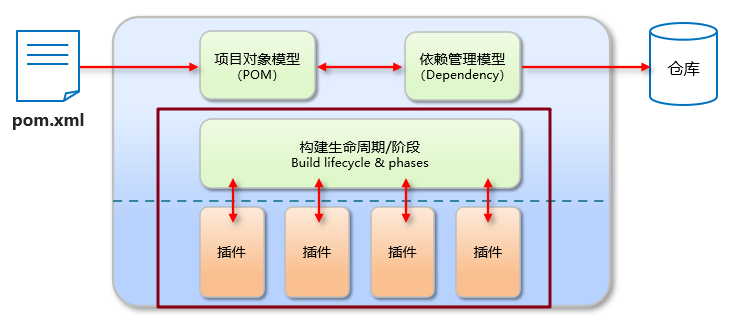 项目对象模型
（POM）
依赖管理模型
（Dependency）
仓库
pom.xml
构建生命周期/阶段
Build lifecycle & phases
插件
插件
插件
插件